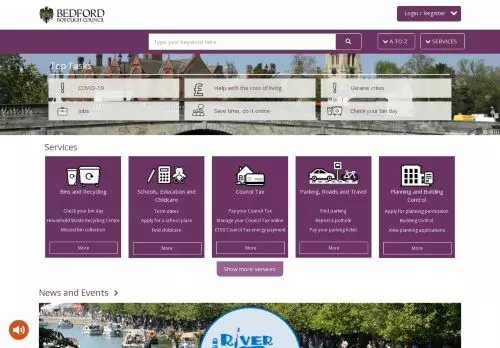 BEDFORD
BOROUGH COUNCIL
Login / Register
Type your keyword here
A TO Z
SERVICES
Top Tasks
COVID-19
Help with the cost of living
Ukraine crisis
Jobs
Save time, do it online
Check your bin day
Services
Bins and Recycling
Check your bin day
Household Waste Recycling Centre
Missed bin collection
More
Schools, Education and
Childcare
Term dates
Apply for a school place
Find childcare
More
Council Tax
Pay your Council Tax
Manage your Council Tax online
£150 Council Tax energy payment
More
Parking, Roads and Travel
Find parking
Report a pothole
Pay your parking ticket
More
Planning and Building
Control
Apply for planning permission
Building control
View planning applications
More
Show more services
News and Events
RIVER